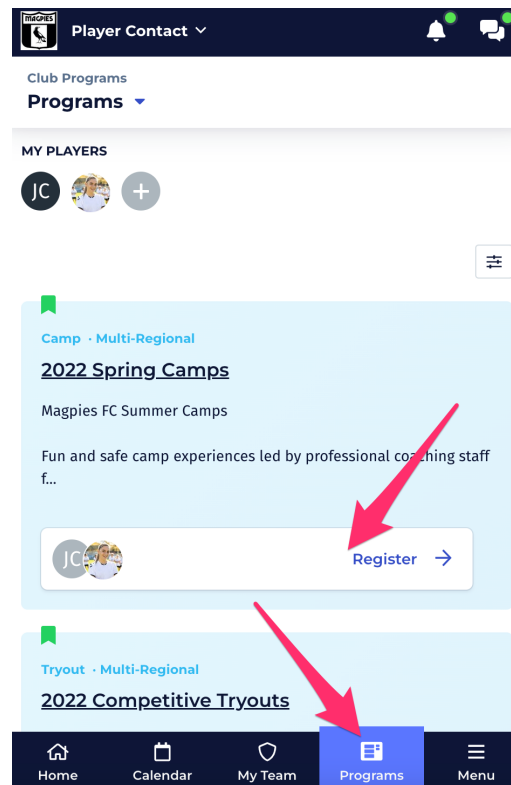 MAGPIES
Player Contact
Club Programs
Programs
MY PLAYERS
JC
Camp · Multi-Regional
2022 Spring Camps
Magpies FC Summer Camps
Fun and safe camp experiences led by professional coaching staff
f...
JC
Register
Tryout · Multi-Regional
2022 Competitive Tryouts
Home Calendar My Team Programs Menu